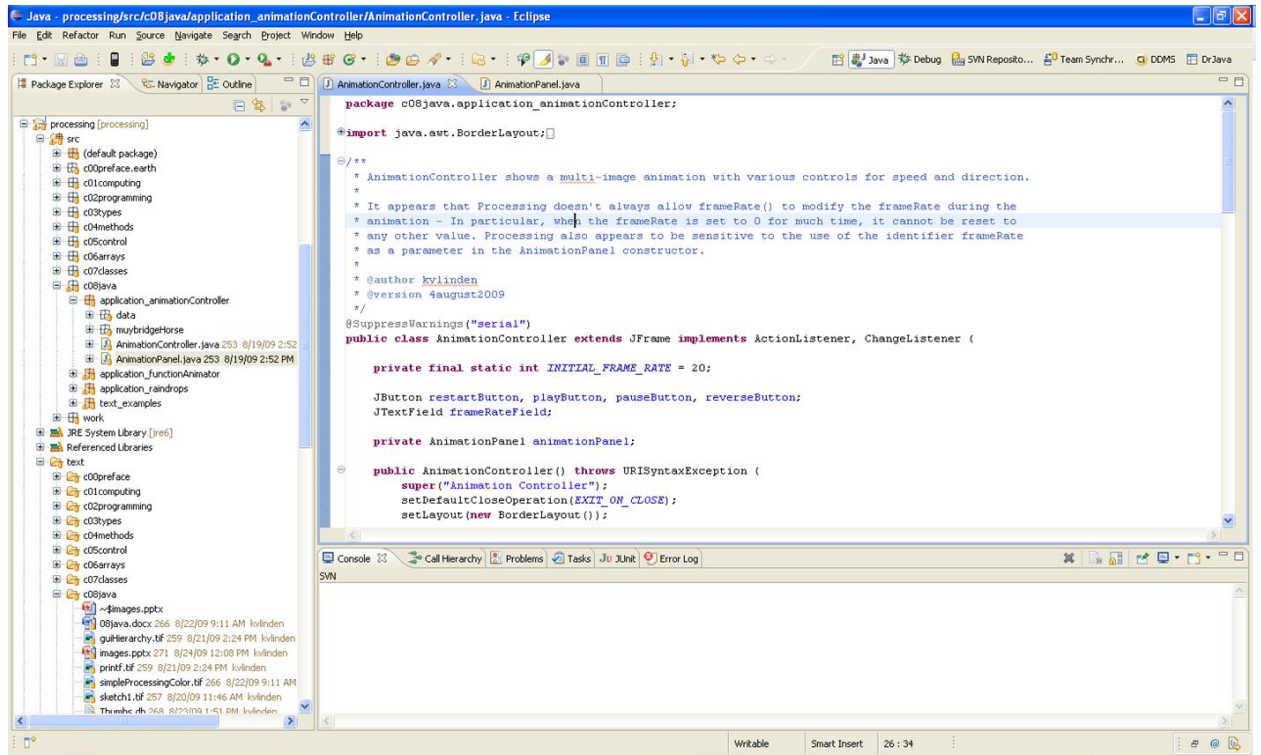 Java - processing/src/c08java/application_animationController/AnimationController.java - Eclipse
File Edit Refactor Run Source Navigate Search Project Window Help
Java Debug SVN Reposito... Team Synchr... DDMS DrJava
Package Explorer Navigator Outline
processing [processing]
src
(default package)
c00preface.earth
c01computing
c02programming
c03types
c04methods
c05control
c06arrays
c07classes
c08java
application_animationController
data
muybridgeHorse
AnimationController.java 253 8/19/09 2:52
AnimationPanel.java 253 8/19/09 2:52 PM
application_functionAnimator
application_raindrops
text_examples
work
JRE System Library [jre6]
Referenced Libraries
text
c00preface
c01computing
c02programming
c03types
c04methods
c05control
c06arrays
c07classes
c08java
~$images.pptx
08java.docx 266 8/22/09 9:11 AM kvlinden
guiHierarchy.tif 259 8/21/09 2:24 PM kvlinden
images.pptx 271 8/24/09 12:08 PM kvlinden
printf.tif 259 8/21/09 2:24 PM kvlinden
simpleProcessingColor.tif 266 8/22/09 9:11 AM
sketch1.tif 257 8/20/09 11:46 AM kvlinden
Thumbs.db 268 8/23/09 1:51 PM kvlinden
AnimationController.java AnimationPanel.java
package c08java.application_animationController;
import java.awt.BorderLayout;
/**
* AnimationController shows a multi-image animation with various controls for speed and direction.
*
* It appears that Processing doesn't always allow frameRate() to modify the frameRate during the
* animation - In particular, when the frameRate is set to 0 for much time, it cannot be reset to
* any other value. Processing also appears to be sensitive to the use of the identifier frameRate
* as a parameter in the AnimationPanel constructor.
*
* @author kvlinden
* @version 4august2009
*/
@SuppressWarnings("serial")
public class AnimationController extends JFrame implements ActionListener, ChangeListener {
private final static int INITIAL_FRAME_RATE = 20;
JButton restartButton, playButton, pauseButton, reverseButton;
JTextField frameRateField;
private AnimationPanel animationPanel;
public AnimationController() throws URISyntaxException {
super("Animation Controller");
setDefaultCloseOperation(EXIT_ON_CLOSE);
setLayout(new BorderLayout());
Console Call Hierarchy Problems Tasks JUnit Error Log
SVN
Writable Smart Insert 26 : 34